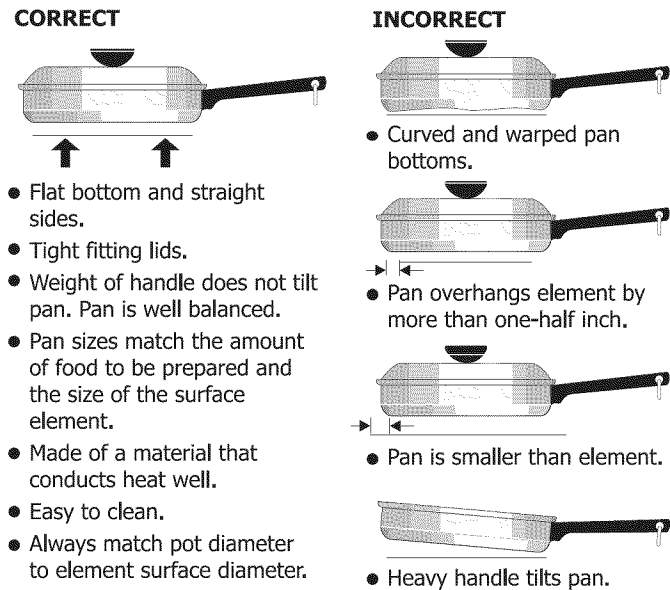 CORRECT
● Flat bottom and straight
sides.
● Tight fitting lids.
● Weight of handle does not tilt
pan. Pan is well balanced.
● Pan sizes match the amount
of food to be prepared and
the size of the surface
element.
● Made of a material that
conducts heat well.
● Easy to clean.
● Always match pot diameter
to element surface diameter.
INCORRECT
● Curved and warped pan
bottoms.
● Pan overhangs element by
more than one-half inch.
● Pan is smaller than element.
● Heavy handle tilts pan.